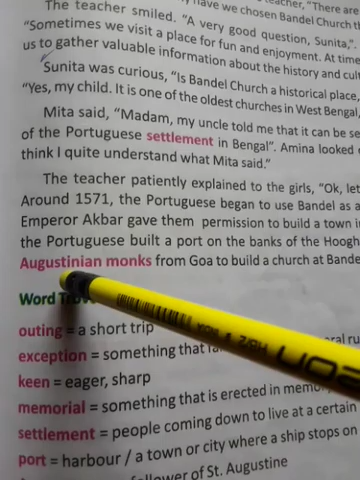 have we chosen Bandel Church
The teacher smiled. "A very good question, Sunita,".
"Sometimes we visit a place for fun and enjoyment. At
us to gather valuable information about the history and
Sunita was curious, "Is Bandel Church a historical place,
"Yes, my child. It is one of the oldest churches in West Bengal,
Mita said, "Madam, my uncle told me that it can be
of the Portuguese settlement in Bengal". Amina looked
think I quite understand what Mita said."
The teacher patiently explained to the girls, "Ok, let
Around 1571, the Portuguese began to use Bandel as a
Emperor Akbar gave them permission to build a town
the Portuguese built a port on the banks of the
Augustinian monks from Goa to build a church at
Word
outing = a short trip
exception = something that
keen = eager, sharp
memorial = something that is erected in
settlement = people coming down to live at a certain
port = harbour / a town or city where a ship stops on
of St. Augustine